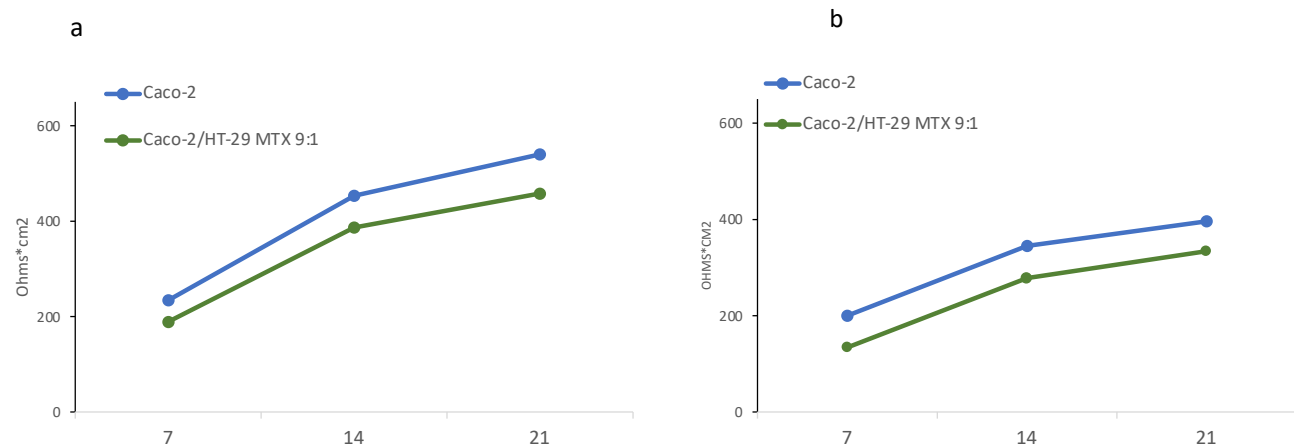 a
Caco-2
Caco-2/HT-29 MTX 9:1
Ohms*cm2
600
400
200
0
7 14 21
b
Caco-2
Caco-2/HT-29 MTX 9:1
OHMS*CM2
600
400
200
0
7 14 21